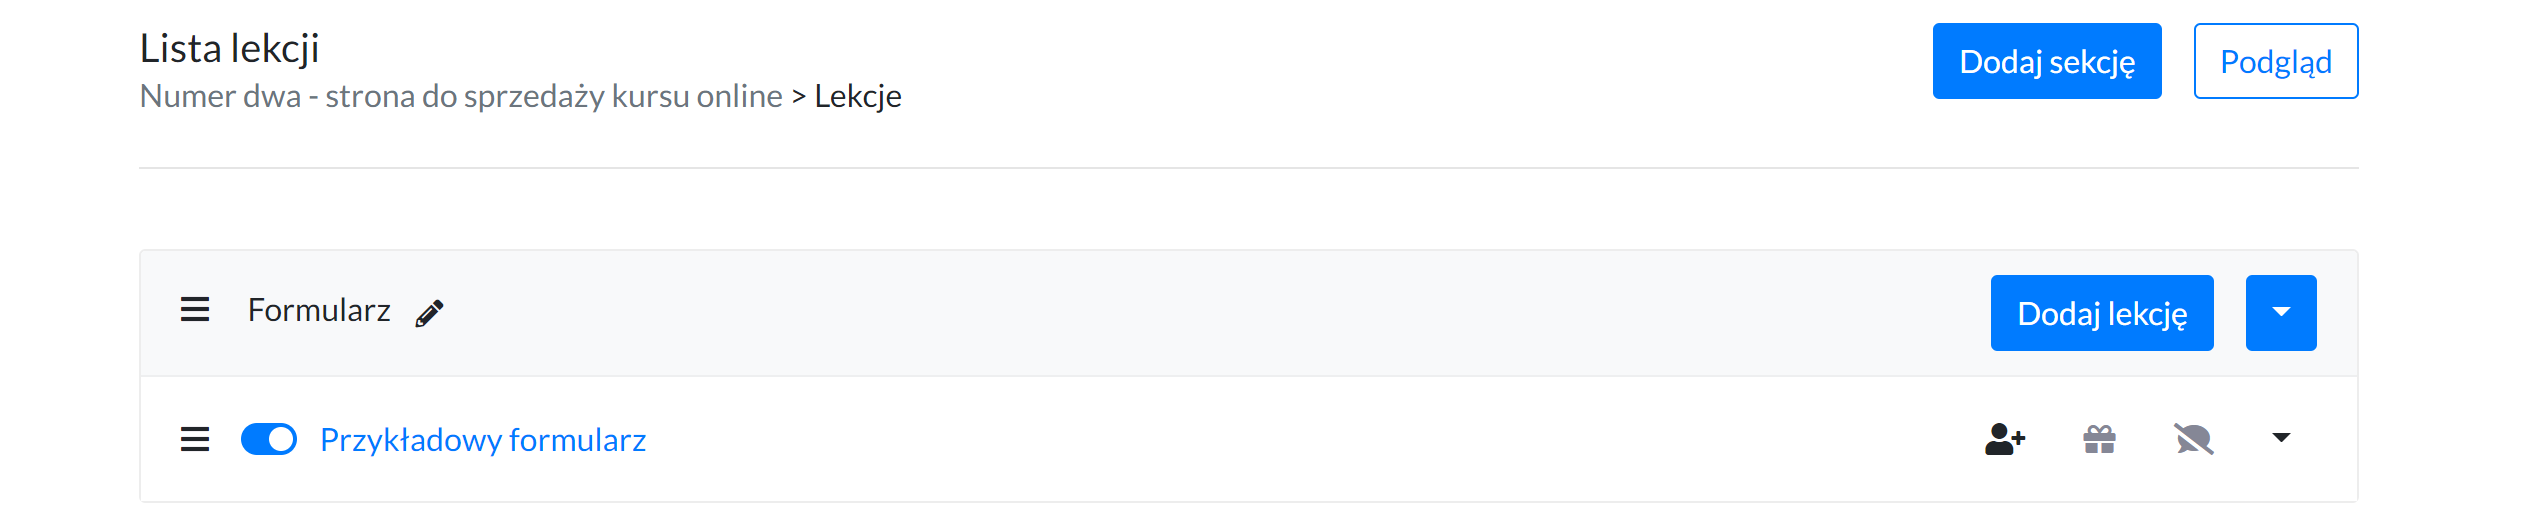 Lista lekcji
Dodaj sekcję
Podgląd
Numer dwa - strona do sprzedaży kursu online > Lekcje
Formularz
Dodaj lekcję
Przykładowy formularz